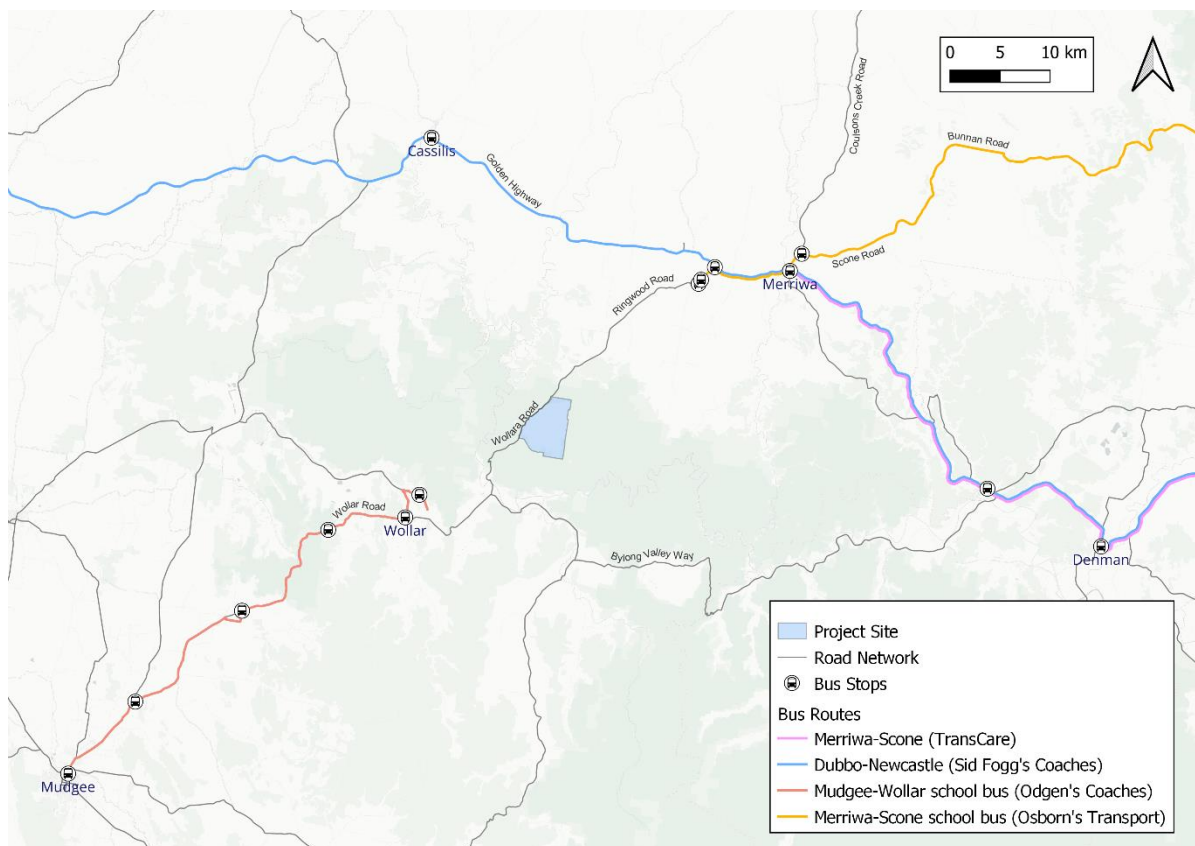 0 5 10 km
Coulsons Creek Road
Bunnan Road
Cassilis
Golden Highway
Scone Road
Merriwa
Ringwood Road
Wollara Road
Wollar Road
Wollar
Bylong Valley Way
Denman
Mudgee
Project Site
Road Network
Bus Stops
Bus Routes
Merriwa-Scone (TransCare)
Dubbo-Newcastle (Sid Fogg's Coaches)
Mudgee-Wollar school bus (Odgen's Coaches)
Merriwa-Scone school bus (Osborn's Transport)